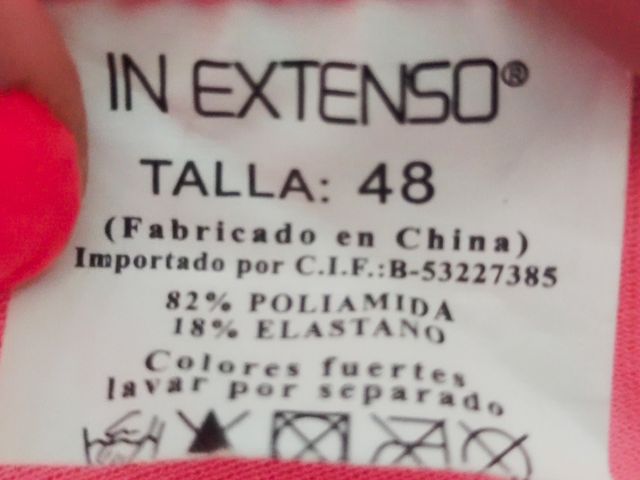 IN EXTENSO®
TALLA: 48
(Fabricado en China)
Importado por C.I.F.:B-53227385
82% POLIAMIDA
18% ELASTANO
Colores fuertes
lavar por separado